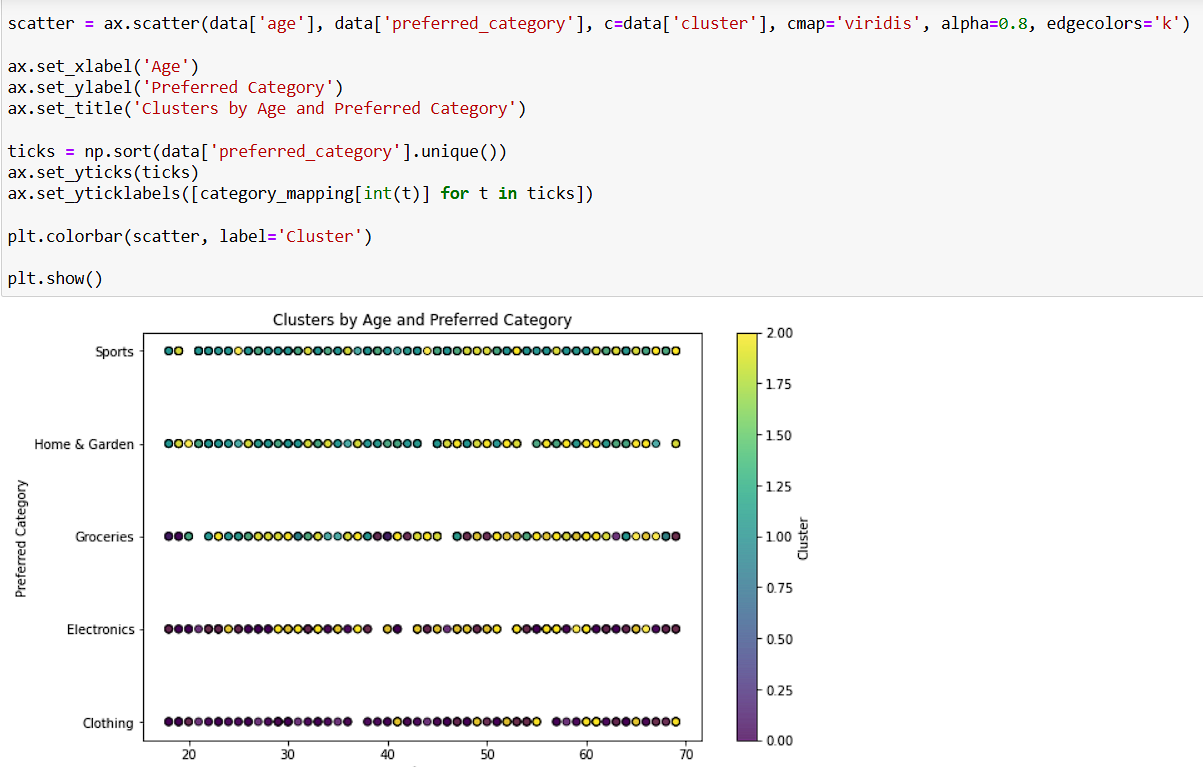 scatter = ax.scatter(data['age'], data['preferred_category'], c=data['cluster'], cmap='viridis', alpha=0.8, edgecolors='k')
ax.set_xlabel('Age')
ax.set_ylabel('Preferred Category')
ax.set_title('Clusters by Age and Preferred Category')
ticks = np.sort(data['preferred_category'].unique())
ax.set_yticks(ticks)
ax.set_yticklabels([category_mapping[int(t)] for t in ticks])
plt.colorbar(scatter, label='Cluster')
plt.show()
Clusters by Age and Preferred Category
Preferred Category
Sports
Home & Garden
Groceries
Electronics
Clothing
20 30 40 50 60 70
2.00
1.75
1.50
1.25
1.00
0.75
0.50
0.25
0.00
Cluster